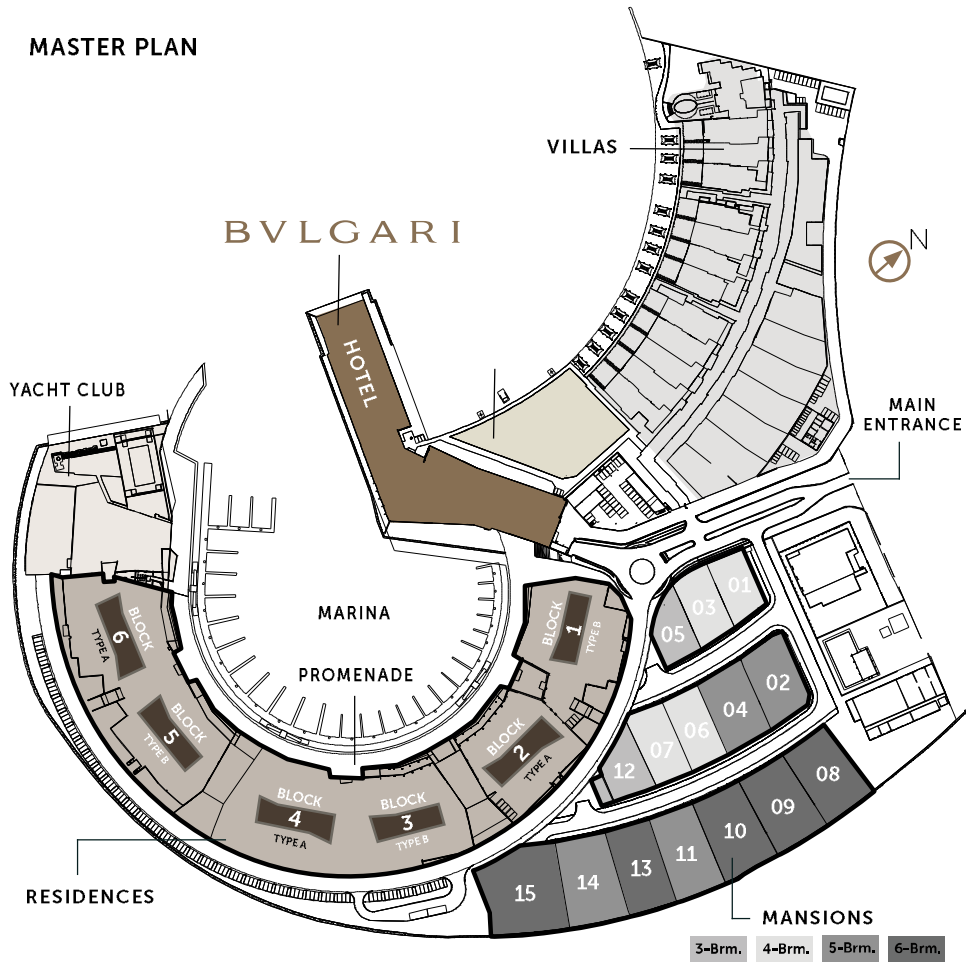 MASTER PLAN
VILLAS
BVLGARI
N
HOTEL
YACHT CLUB
MAIN
ENTRANCE
MARINA
PROMENADE
BLOCK
1
TYPE B
BLOCK
2
TYPE A
BLOCK
3
TYPE B
BLOCK
4
TYPE A
BLOCK
5
TYPE B
BLOCK
6
TYPE A
01
03
05
02
04
06
07
12
08
09
10
11
13
14
15
RESIDENCES
MANSIONS
3-Brm.
4-Brm.
5-Brm.
6-Brm.